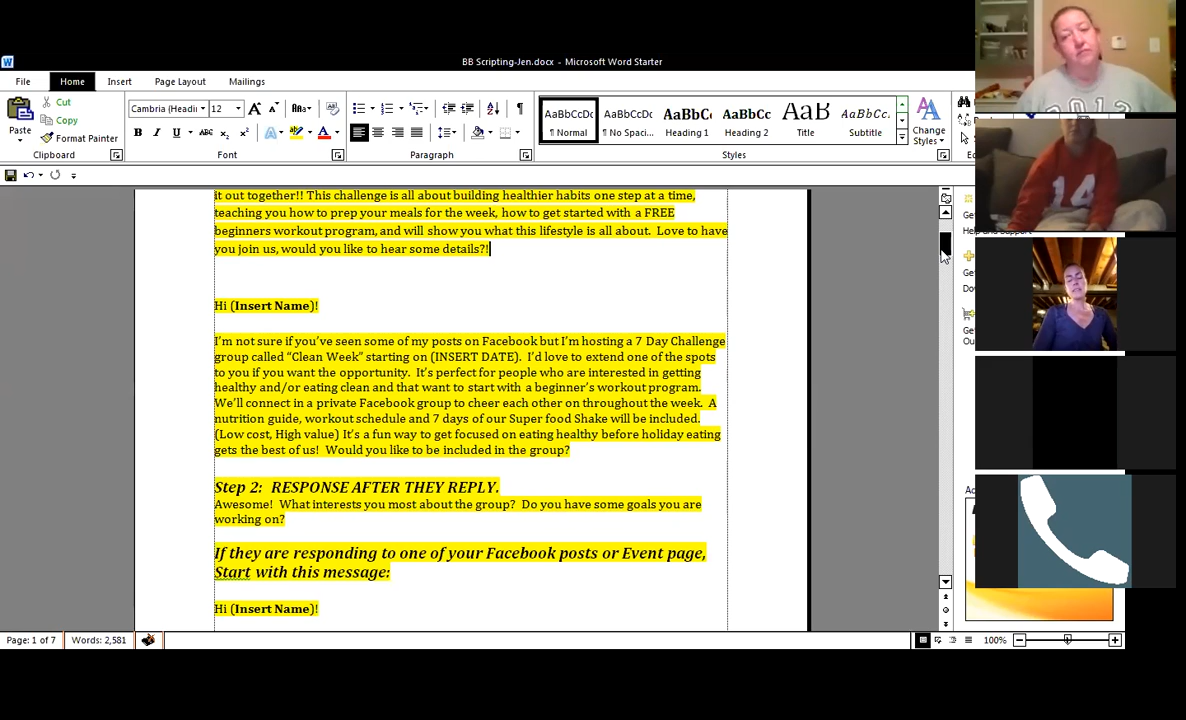 BB Scripting-Jen.docx - Microsoft Word Starter
File Home Insert Page Layout Mailings
Paste
Cut
Copy
Format Painter
Clipboard
Cambria (Headi 12
Font
Paragraph
AaBbCcDc AaBbCcDc AaBbC AaBbCc AaB AaBbCc.
¶ Normal ¶ No Spaci... Heading 1 Heading 2 Title Subtitle
Change
Styles
Styles
it out together!! This challenge is all about building healthier habits one step at a time,
teaching you how to prep your meals for the week, how to get started with a FREE
beginners workout program, and will show you what this lifestyle is all about. Love to have
you join us, would you like to hear some details?!
Hi (Insert Name)!
I'm not sure if you've seen some of my posts on Facebook but I'm hosting a 7 Day Challenge
group called “Clean Week” starting on (INSERT DATE). I'd love to extend one of the spots
to you if you want the opportunity. It's perfect for people who are interested in getting
healthy and/or eating clean and that want to start with a beginner's workout program.
We'll connect in a private Facebook group to cheer each other on throughout the week. A
nutrition guide, workout schedule and 7 days of our Super food Shake will be included.
(Low cost, High value) It's a fun way to get focused on eating healthy before holiday eating
gets the best of us! Would you like to be included in the group?
Step 2: RESPONSE AFTER THEY REPLY.
Awesome! What interests you most about the group? Do you have some goals you are
working on?
If they are responding to one of your Facebook posts or Event page,
Start with this message:
Hi (Insert Name)!
Page: 1 of 7 Words: 2,581
100%
2013
14